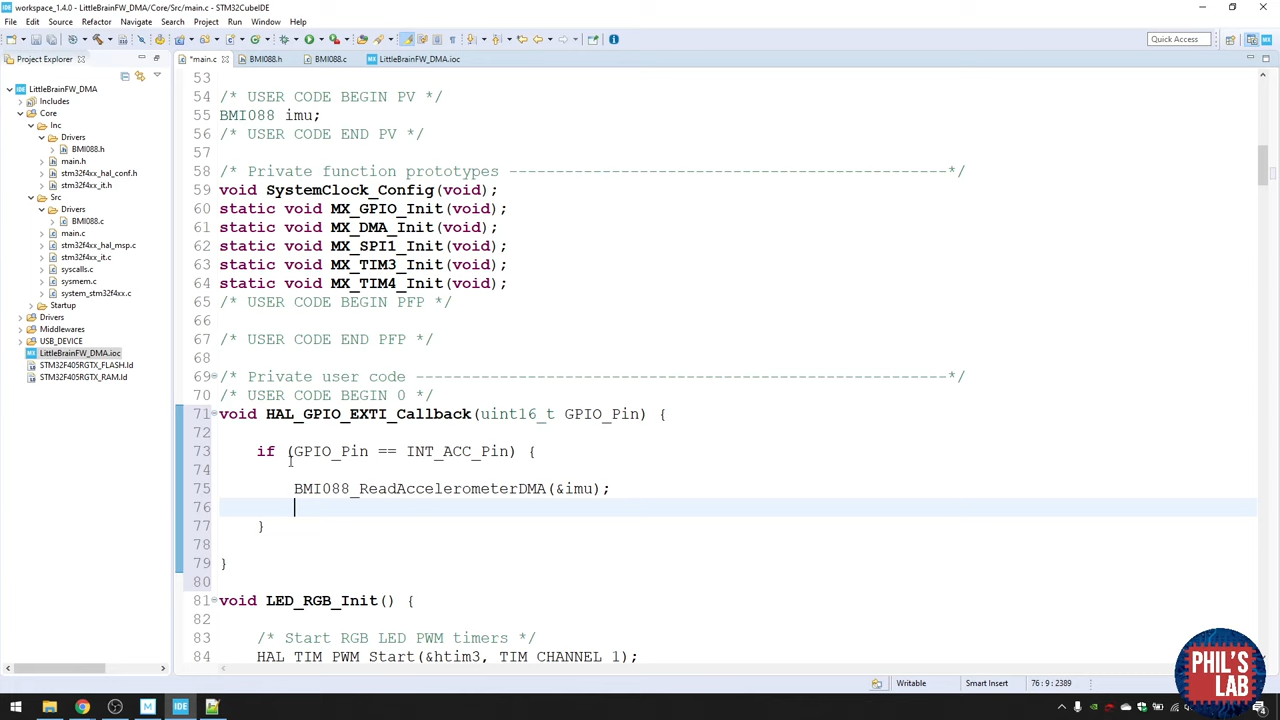 workspace_1.4.0 - LittleBrainFW_DMA/Core/Src/main.c - STM32CubeIDE
File Edit Source Refactor Navigate Search Project Run Window Help
Quick Access
Project Explorer
*main.c BMI088.h BMI088.c LittleBrainFW_DMA.ioc
LittleBrainFW_DMA
Includes
Core
Inc
Drivers
BMI088.h
main.h
stm32f4xx_hal_conf.h
stm32f4xx_it.h
Src
Drivers
BMI088.c
main.c
stm32f4xx_hal_msp.c
stm32f4xx_it.c
syscalls.c
sysmem.c
system_stm32f4xx.c
Startup
Drivers
Middlewares
USB_DEVICE
LittleBrainFW_DMA.ioc
STM32F405RGTX_FLASH.ld
STM32F405RGTX_RAM.ld
53
54 /* USER CODE BEGIN PV */
55 BMI088 imu;
56 /* USER CODE END PV */
57
58 /* Private function prototypes -----------------------------------------------*/
59 void SystemClock_Config(void);
60 static void MX_GPIO_Init(void);
61 static void MX_DMA_Init(void);
62 static void MX_SPI1_Init(void);
63 static void MX_TIM3_Init(void);
64 static void MX_TIM4_Init(void);
65 /* USER CODE BEGIN PFP */
66
67 /* USER CODE END PFP */
68
69 /* Private user code ---------------------------------------------------------*/
70 /* USER CODE BEGIN 0 */
71 void HAL_GPIO_EXTI_Callback(uint16_t GPIO_Pin) {
72
73 if (GPIO_Pin == INT_ACC_Pin) {
74
75 BMI088_ReadAccelerometerDMA(&imu);
76
77 }
78
79 }
80
81 void LED_RGB_Init() {
82
83 /* Start RGB LED PWM timers */
84 HAL_TIM_PWM_Start(&htim3, TIM_CHANNEL_1);
Writable Smart Insert 76 : 9 : 2389
PHIL'S
LAB